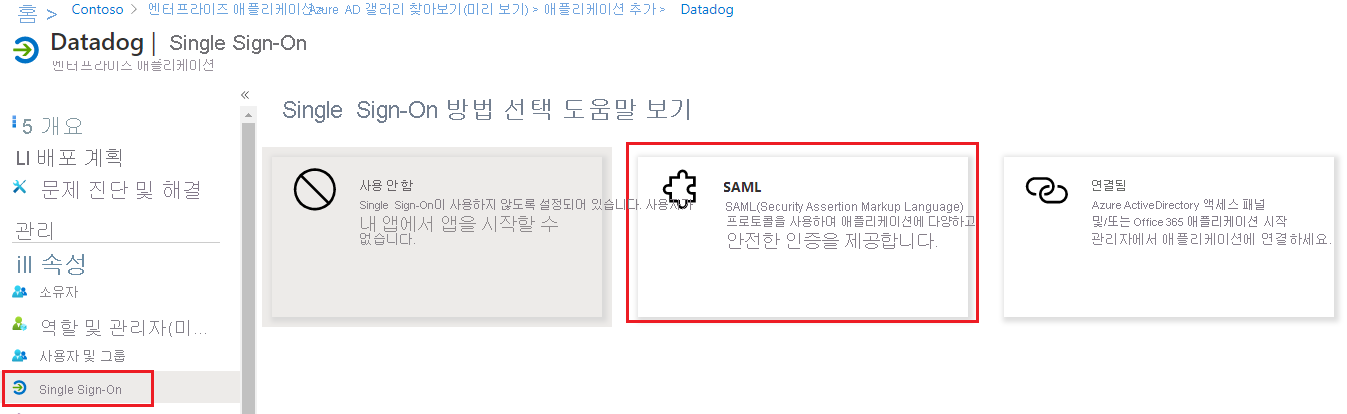 홈 > Contoso > 엔터프라이즈 애플리케이션 > Azure AD 갤러리 찾아보기(미리 보기) > 애플리케이션 추가 > Datadog
Datadog | Single Sign-On
엔터프라이즈 애플리케이션
«
5 개요
LI 배포 계획
문제 진단 및 해결
관리
ill 속성
소유자
역할 및 관리자(미...
사용자 및 그룹
Single Sign-On
Single Sign-On 방법 선택 도움말 보기
사용 안 함
Single Sign-On이 사용하지 않도록 설정되어 있습니다. 사용자가
내 앱에서 앱을 시작할 수
없습니다.
SAML
SAML(Security Assertion Markup Language)
프로토콜을 사용하여 애플리케이션에 다양하고
안전한 인증을 제공합니다.
연결됨
Azure ActiveDirectory 액세스 패널
및/또는 Office 365 애플리케이션 시작
관리자에서 애플리케이션에 연결하세요.